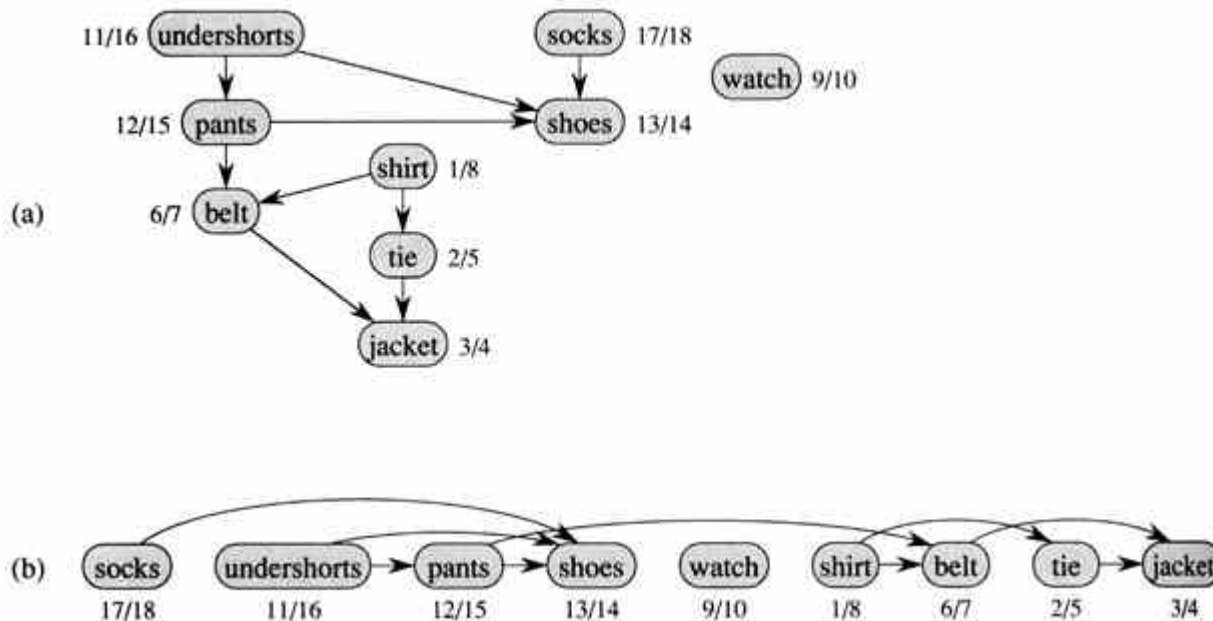 11/16 undershorts socks 17/18
watch 9/10
12/15 pants shoes 13/14
shirt 1/8
(a) 6/7 belt
tie 2/5
jacket 3/4
(b) socks undershorts pants shoes watch shirt belt tie jacket
17/18 11/16 12/15 13/14 9/10 1/8 6/7 2/5 3/4